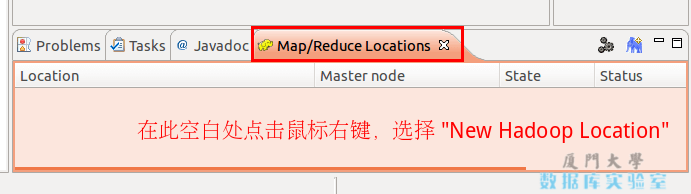 Problems Tasks @ Javadoc Map/Reduce Locations
Location Master node State Status
在此空白处点击鼠标右键，选择 "New Hadoop Location"
厦門大學
数据库实验室